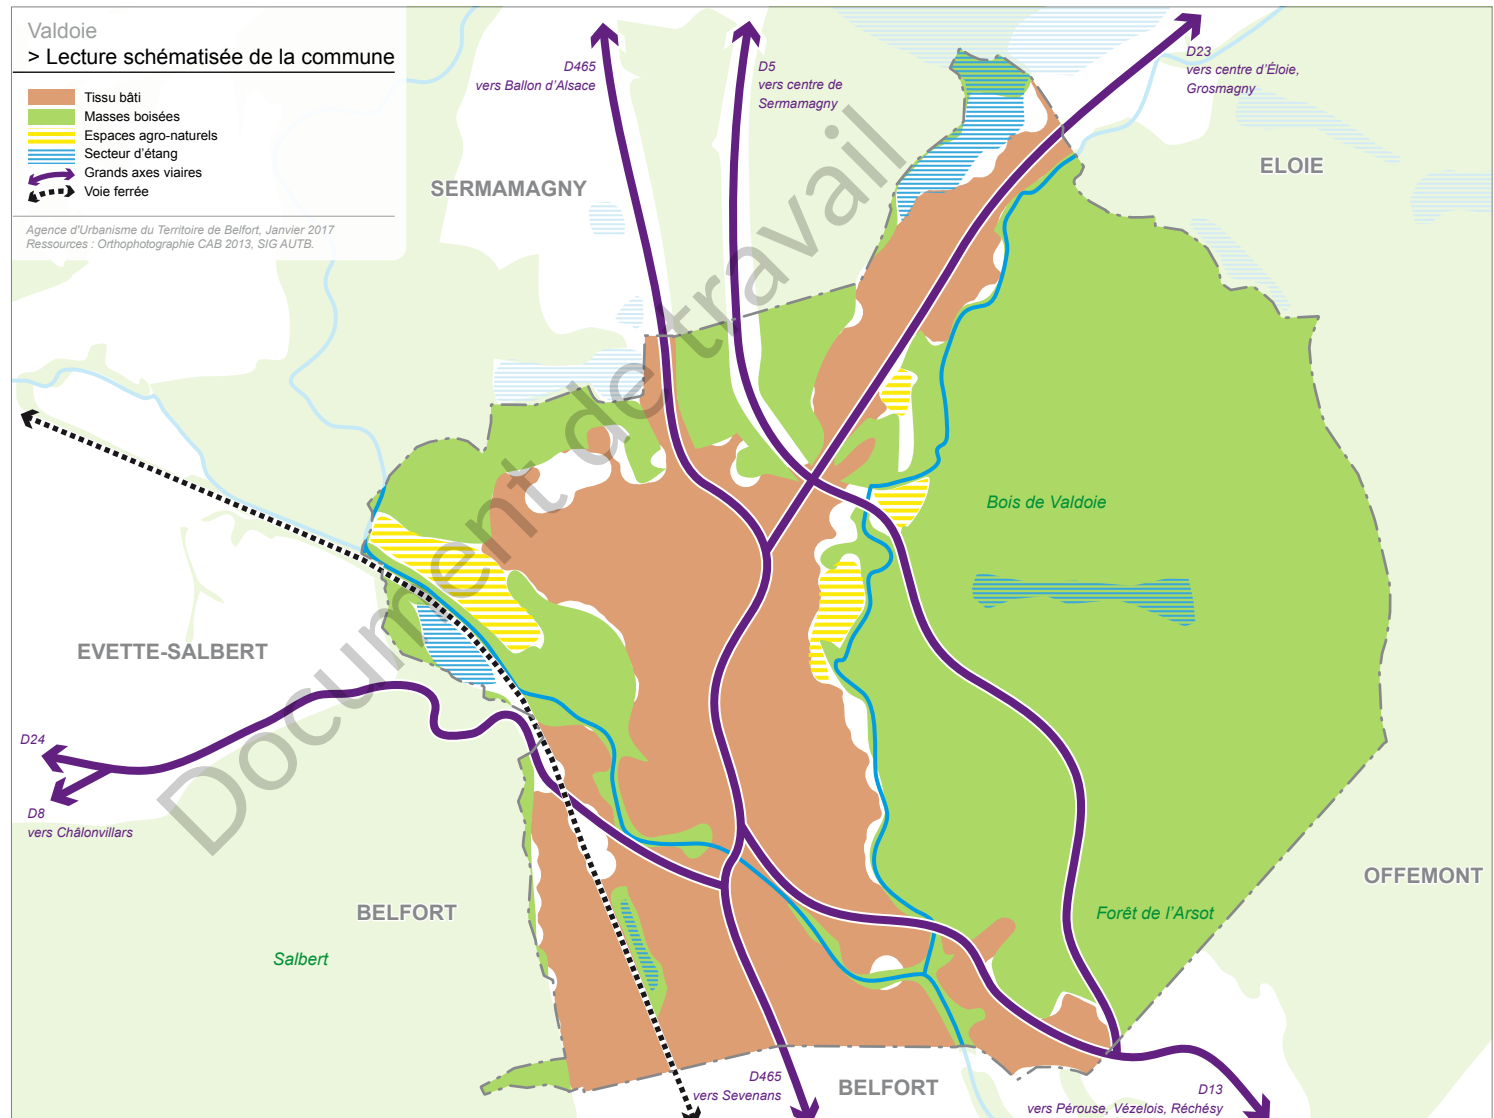 Valdoie
> Lecture schématisée de la commune
Tissu bâti
Masses boisées
Espaces agro-naturels
Secteur d'étang
Grands axes viaires
Voie ferrée
Agence d'Urbanisme du Territoire de Belfort, Janvier 2017
Ressources : Orthophotographie CAB 2013, SIG AUTB.
D465
vers Ballon d'Alsace
D5
vers centre de
Sermamagny
D23
vers centre d'Éloie,
Grosmagny
SERMAMAGNY
ELOIE
Bois de Valdoie
EVETTE-SALBERT
D24
D8
vers Châlonvillars
Document de travail
OFFEMONT
BELFORT
Forêt de l'Arsot
Salbert
D465
vers Sevenans
BELFORT
D13
vers Pérouse, Vézelois, Réchésy